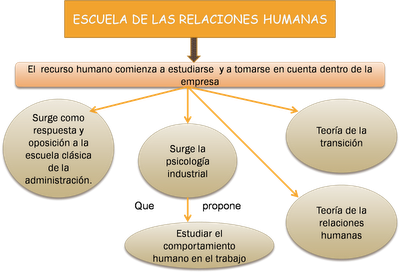 ESCUELA DE LAS RELACIONES HUMANAS
El recurso humano comienza a estudiarse y a tomarse en cuenta dentro de la
empresa
Surge como
respuesta y
oposición a la
escuela clásica
de la
administración.
Surge la
psicología
industrial
Teoría de la
transición
Que propone
Estudiar el
comportamiento
humano en el trabajo
Teoría de la
relaciones
humanas